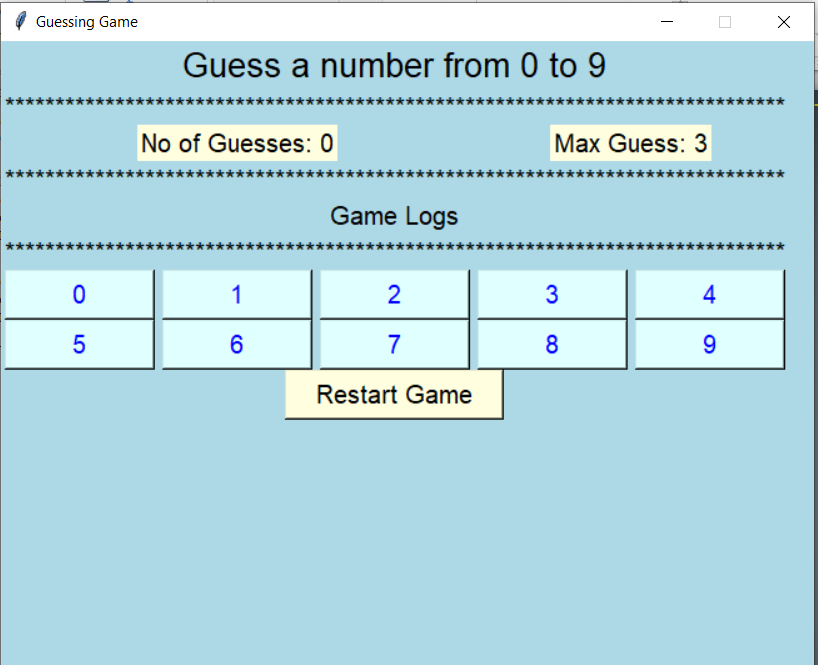 Guessing Game
Guess a number from 0 to 9
******************************************************************************
No of Guesses: 0 Max Guess: 3
******************************************************************************
Game Logs
******************************************************************************
0 1 2 3 4
5 6 7 8 9
Restart Game